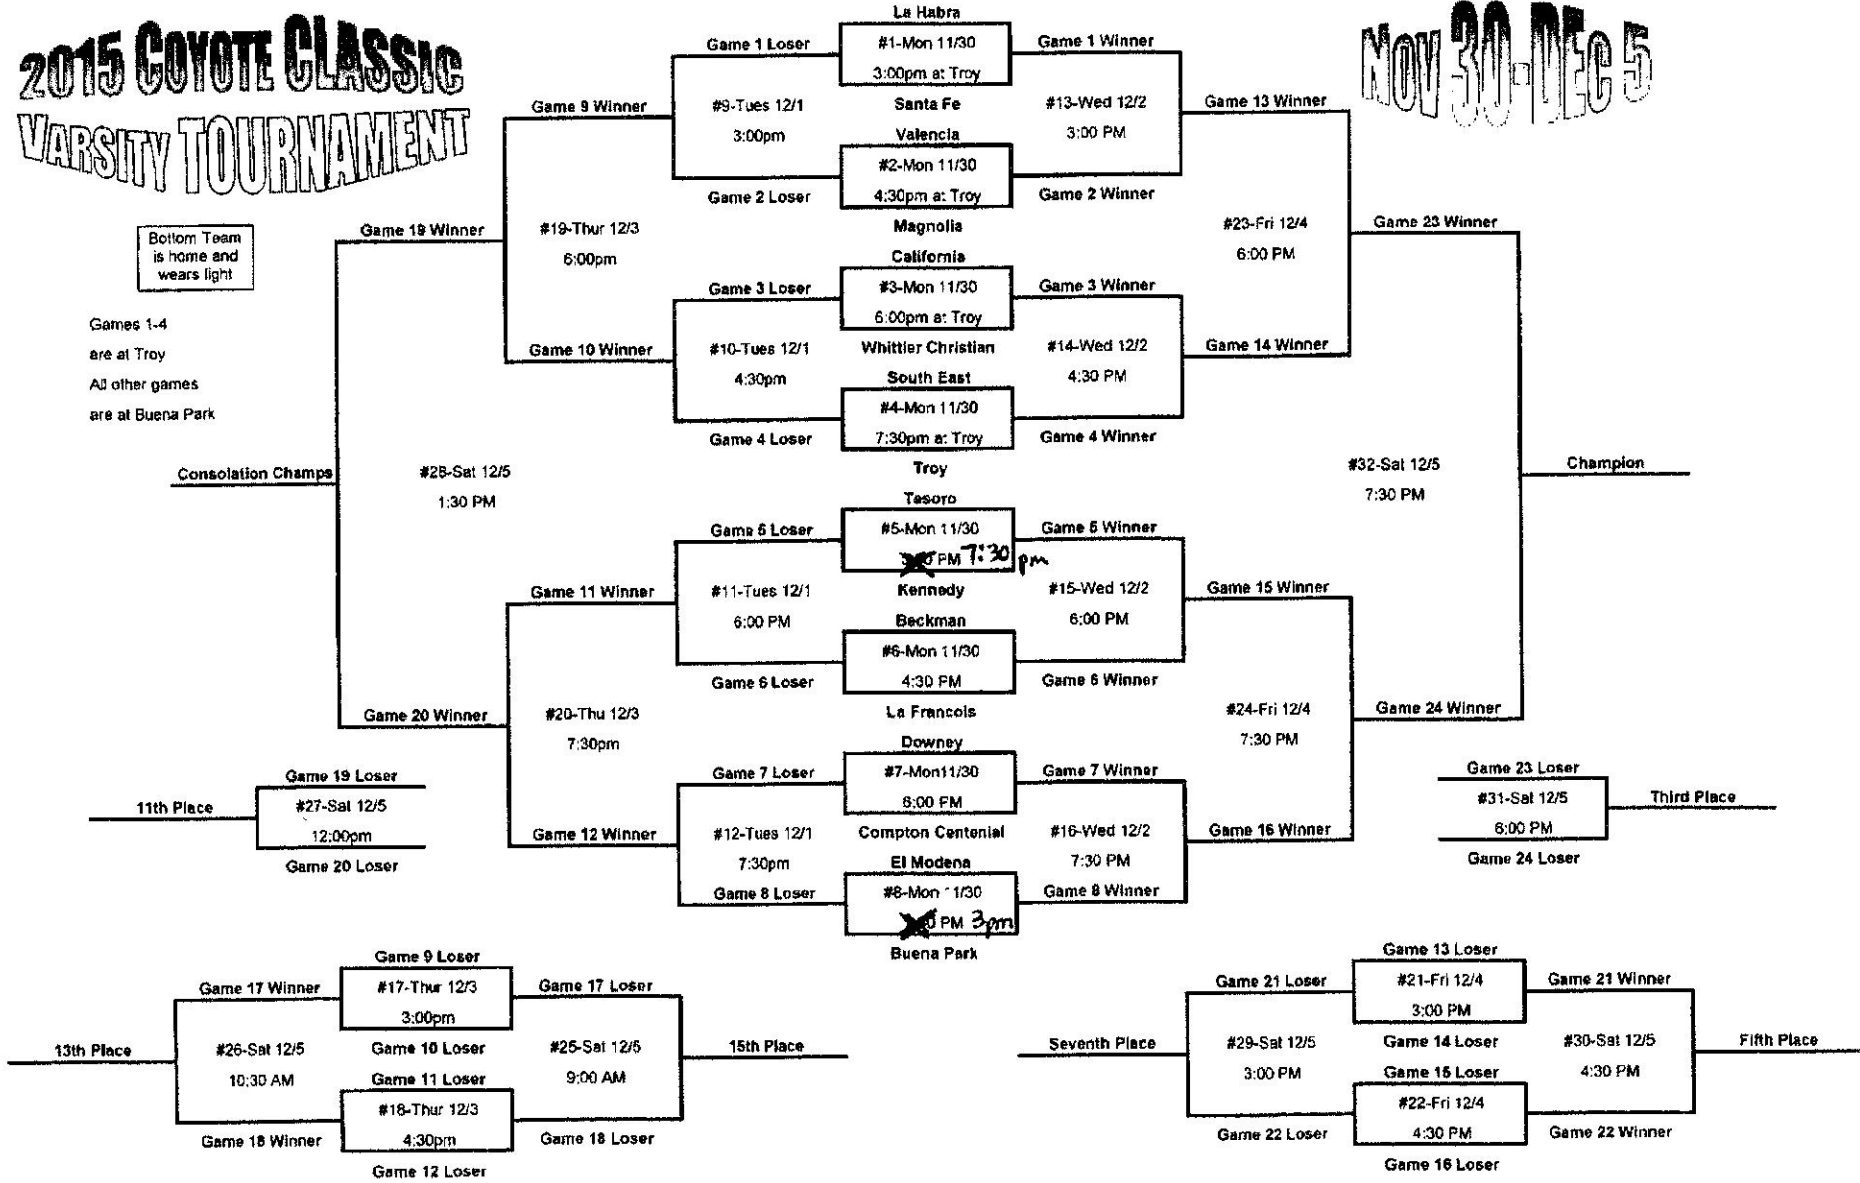 2015 COYOTE CLASSIC
VARSITY TOURNAMENT
NOV 30-DEC 5
Bottom Team
is home and
wears light
Games 1-4
are at Troy
All other games
are at Buena Park
La Habra
#1-Mon 11/30
3:00pm at Troy
Santa Fe
Game 1 Loser
Game 1 Winner
Valencia
#2-Mon 11/30
4:30pm at Troy
Magnolia
Game 2 Loser
Game 2 Winner
California
#3-Mon 11/30
6:00pm at Troy
Whittier Christian
Game 3 Loser
Game 3 Winner
South East
#4-Mon 11/30
7:30pm at Troy
Troy
Game 4 Loser
Game 4 Winner
Tesoro
#5-Mon 11/30
PM 7:30 pm
Kennedy
Game 5 Loser
Game 5 Winner
Beckman
#6-Mon 11/30
4:30 PM
La Francois
Game 6 Loser
Game 6 Winner
Downey
#7-Mon11/30
6:00 PM
Compton Centenial
Game 7 Loser
Game 7 Winner
El Modena
#8-Mon 11/30
PM 3pm
Buena Park
Game 8 Loser
Game 8 Winner
#9-Tues 12/1
3:00pm
#10-Tues 12/1
4:30pm
#11-Tues 12/1
6:00 PM
#12-Tues 12/1
7:30pm
Game 9 Winner
Game 10 Winner
Game 11 Winner
Game 12 Winner
#19-Thur 12/3
6:00pm
#20-Thu 12/3
7:30pm
Game 19 Winner
Game 20 Winner
#28-Sat 12/5
1:30 PM
Consolation Champs
#13-Wed 12/2
3:00 PM
#14-Wed 12/2
4:30 PM
#15-Wed 12/2
6:00 PM
#16-Wed 12/2
7:30 PM
Game 13 Winner
Game 14 Winner
Game 15 Winner
Game 16 Winner
#23-Fri 12/4
6:00 PM
#24-Fri 12/4
7:30 PM
Game 23 Winner
Game 24 Winner
#32-Sat 12/5
7:30 PM
Champion
Game 19 Loser
11th Place
#27-Sat 12/5
12:00pm
Game 20 Loser
Game 23 Loser
#31-Sat 12/5
6:00 PM
Third Place
Game 24 Loser
Game 9 Loser
#17-Thur 12/3
3:00pm
Game 10 Loser
Game 17 Winner
Game 17 Loser
Game 11 Loser
#18-Thur 12/3
4:30pm
Game 12 Loser
Game 18 Winner
Game 18 Loser
13th Place
#26-Sat 12/5
10:30 AM
#25-Sat 12/5
9:00 AM
15th Place
Game 13 Loser
#21-Fri 12/4
3:00 PM
Game 14 Loser
Game 21 Loser
Game 21 Winner
Game 15 Loser
#22-Fri 12/4
4:30 PM
Game 16 Loser
Game 22 Loser
Game 22 Winner
Seventh Place
#29-Sat 12/5
3:00 PM
#30-Sat 12/5
4:30 PM
Fifth Place